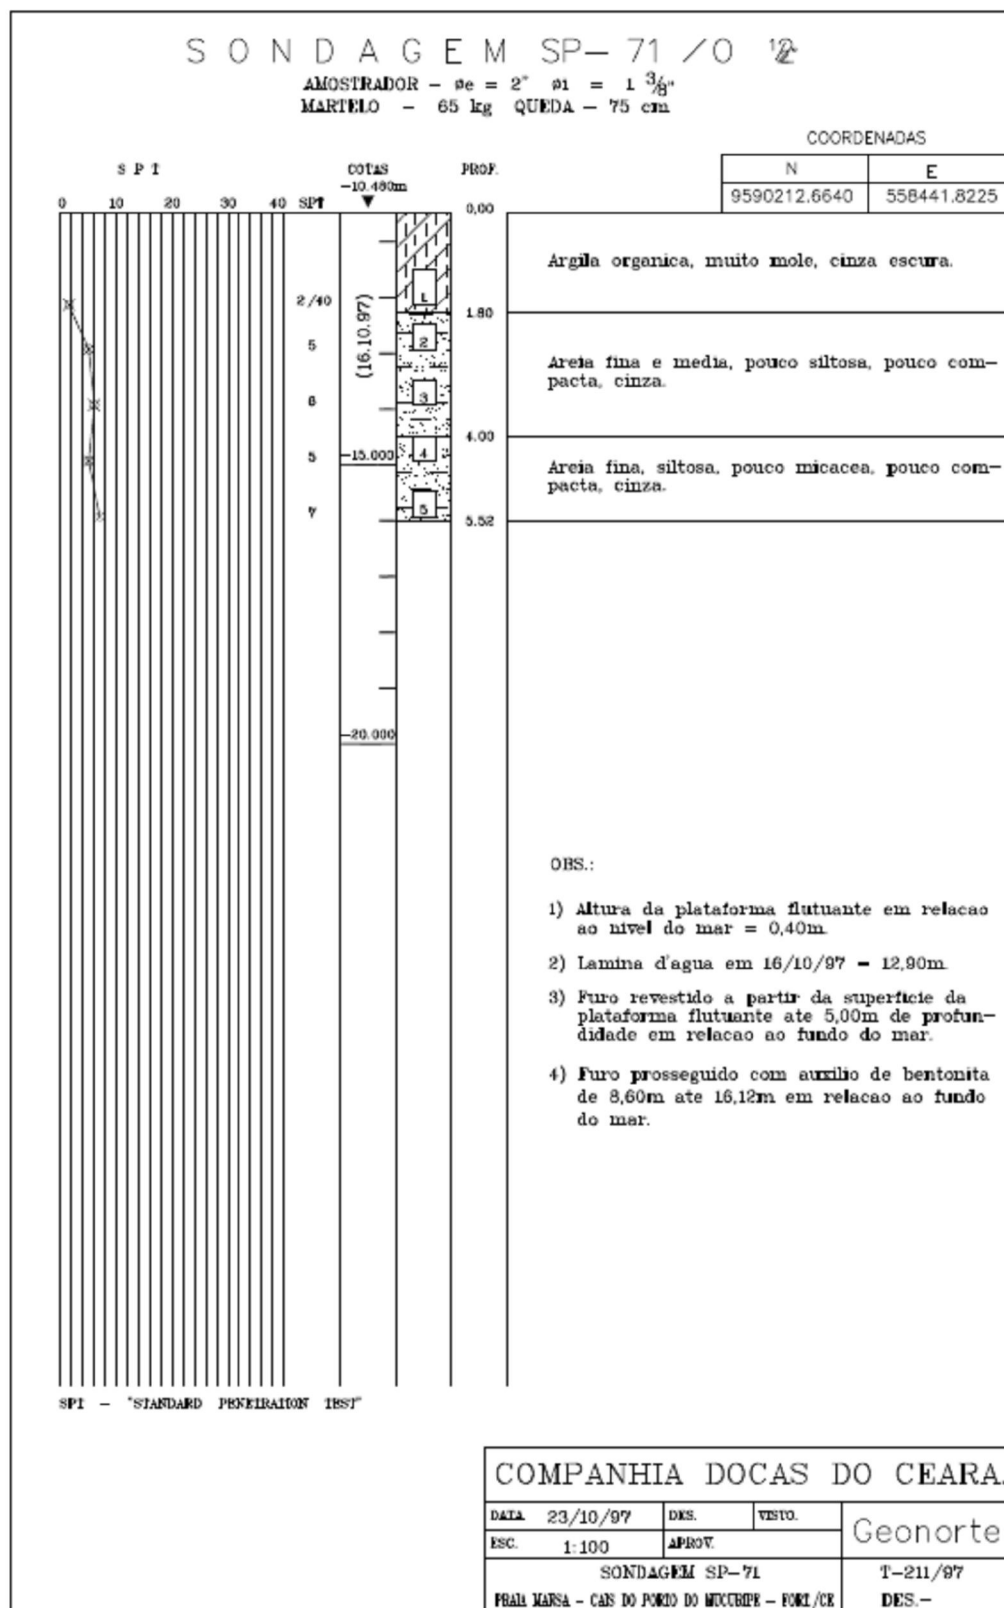 SONDAGEM SP-71 /0
AMOSTRADOR - øe = 2" øi = 1 3/8"
MARTELO - 65 kg QUEDA - 75 cm
COORDENADAS
N E
9590212.6640 558441.8225
S P T COTAS PROF.
-10.480m
0 10 20 30 40 SPT 0,00
Argila organica, muito mole, cinza escura.
1
2/40
1.80
(16.10.97)
2
5
Areia fina e media, pouco siltosa, pouco com-
pacta, cinza.
3
6
4.00
-15.000
4
5
Areia fina, siltosa, pouco micacea, pouco com-
pacta, cinza.
5
7
5.52
-20.000
OBS.:
1) Altura da plataforma flutuante em relacao
ao nivel do mar = 0,40m.
2) Lamina d'agua em 16/10/97 = 12,90m.
3) Furo revestido a partir da superficie da
plataforma flutuante ate 5,00m de profun-
didade em relacao ao fundo do mar.
4) Furo prosseguido com auxilio de bentonita
de 8,60m ate 16,12m em relacao ao fundo
do mar.
SPT - "STANDARD PENETRATION TEST"
COMPANHIA DOCAS DO CEARA.
DATA 23/10/97 DES. VISTO. Geonorte
ESC. 1:100 APROV.
SONDAGEM SP-71 T-211/97
PRAIA MANSA - CAIS DO PORTO DO MUCURIPE - FORT./CE DES.-